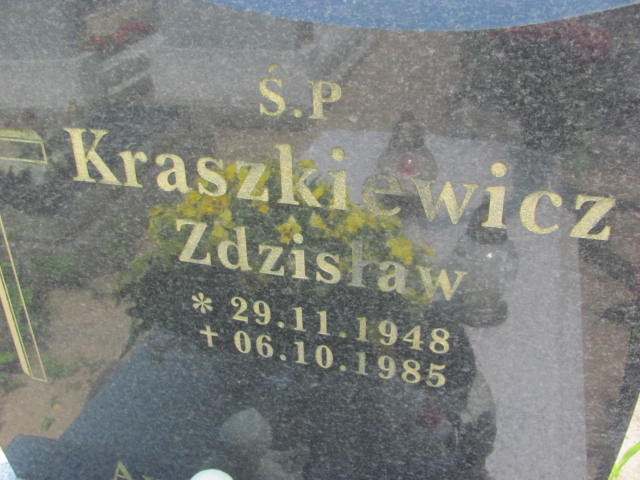 Ś.P
Kraszkiewicz
Zdzisław
* 29.11.1948
+ 06.10.1985